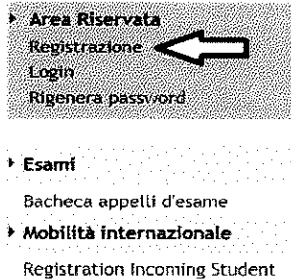 Area Riservata
Registrazione
Login
Rigenera password
Esami
Bacheca appelli d'esame
Mobilità internazionale
Registration Incoming Student